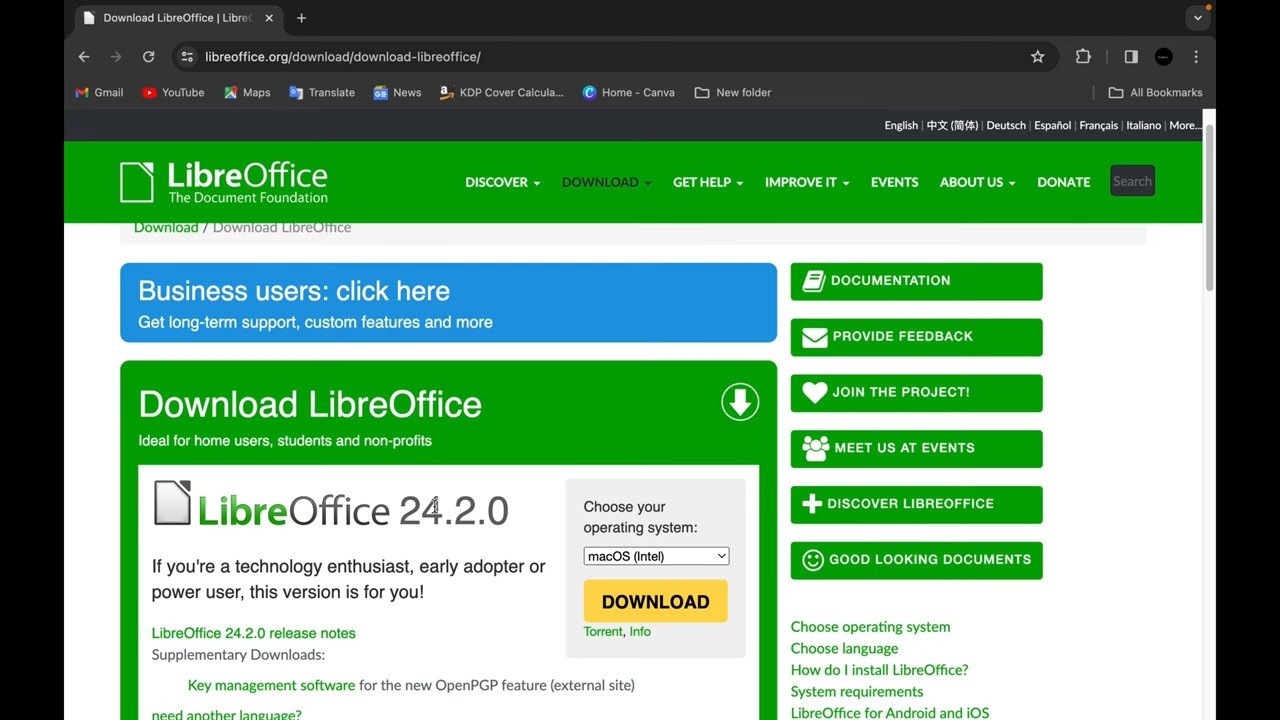 Download LibreOffice | LibreO
libreoffice.org/download/download-libreoffice/
Gmail YouTube Maps Translate News KDP Cover Calcula... Home - Canva New folder All Bookmarks
English | 中文 (简体) | Deutsch | Español | Français | Italiano | More...
LibreOffice
The Document Foundation
DISCOVER DOWNLOAD GET HELP IMPROVE IT EVENTS ABOUT US DONATE Search
Download / Download LibreOffice
Business users: click here
Get long-term support, custom features and more
Download LibreOffice
Ideal for home users, students and non-profits
LibreOffice 24.2.0
If you're a technology enthusiast, early adopter or
power user, this version is for you!
LibreOffice 24.2.0 release notes
Supplementary Downloads:
Key management software for the new OpenPGP feature (external site)
need another language?
Choose your
operating system:
macOS (Intel)
DOWNLOAD
Torrent, Info
DOCUMENTATION
PROVIDE FEEDBACK
JOIN THE PROJECT!
MEET US AT EVENTS
DISCOVER LIBREOFFICE
GOOD LOOKING DOCUMENTS
Choose operating system
Choose language
How do I install LibreOffice?
System requirements
LibreOffice for Android and iOS